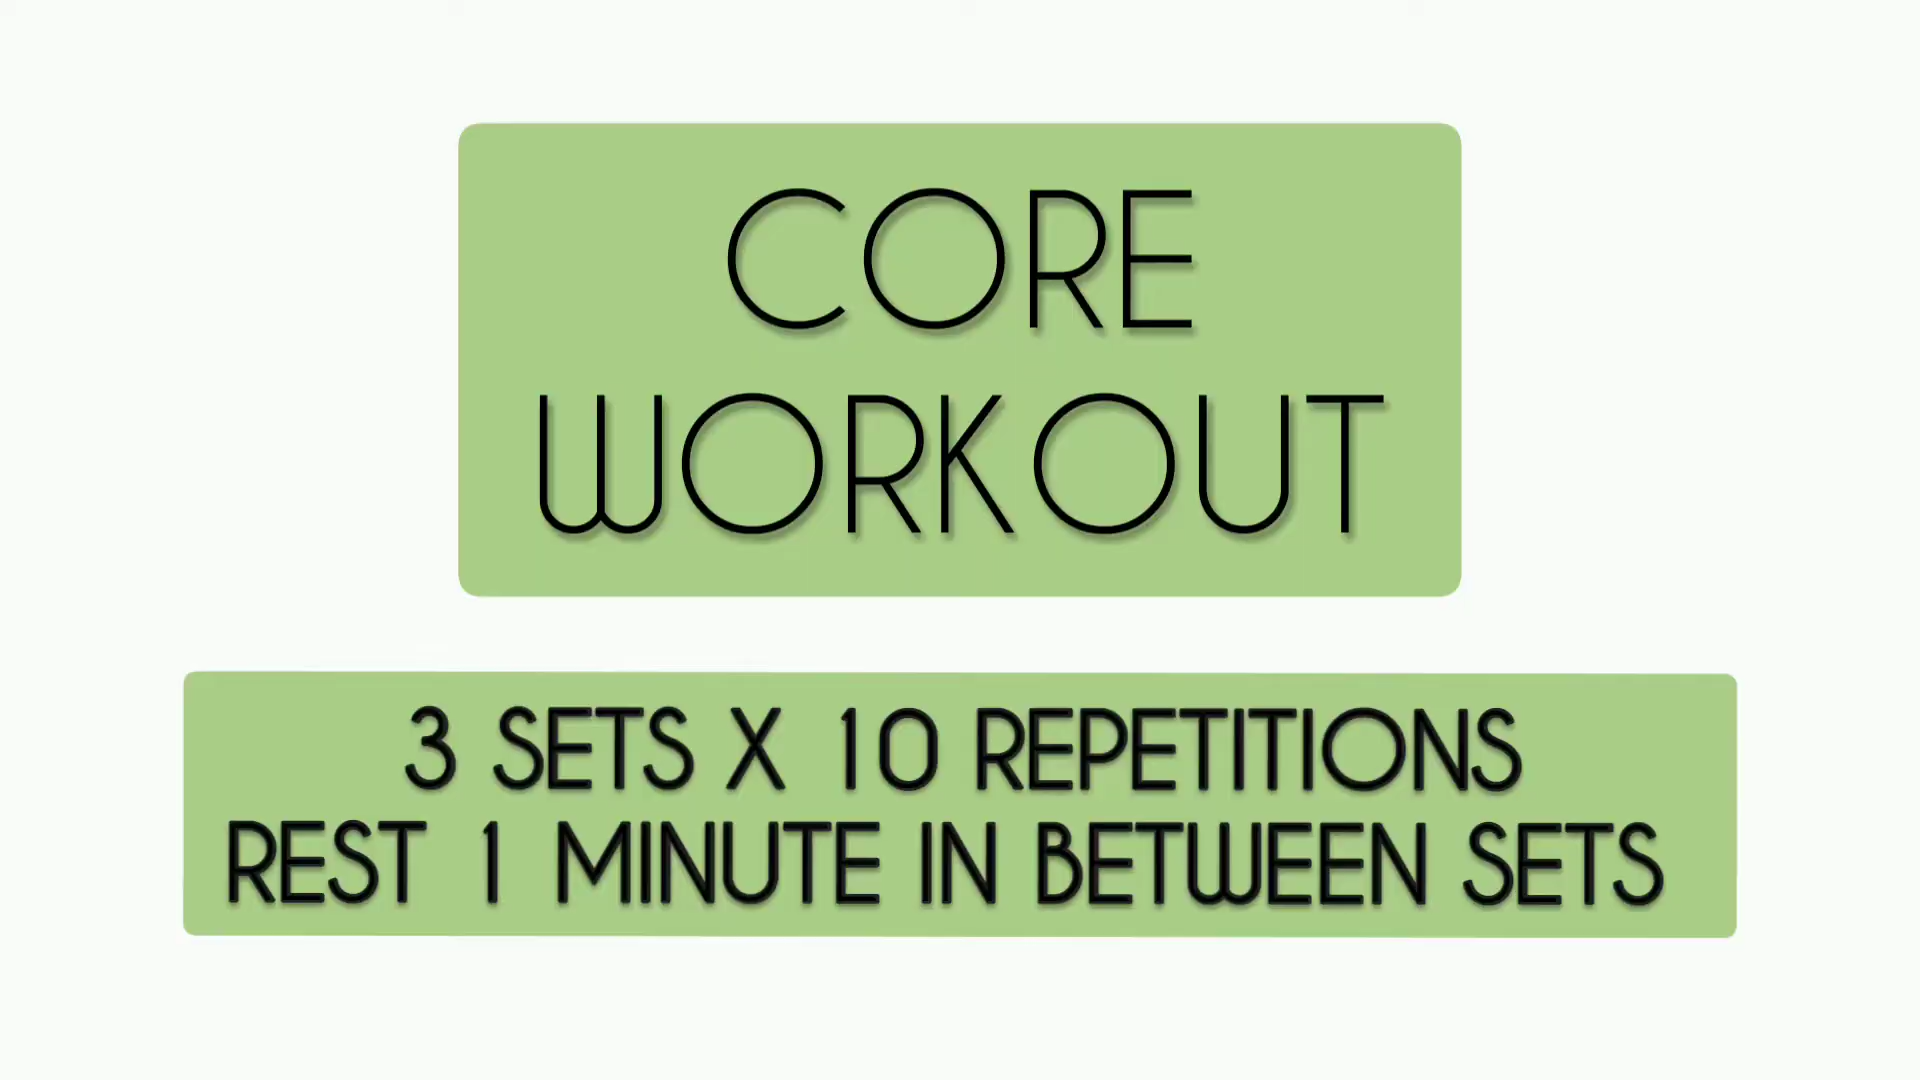 CORE
WORKOUT
3 SETS X 10 REPETITIONS
REST 1 MINUTE IN BETWEEN SETS